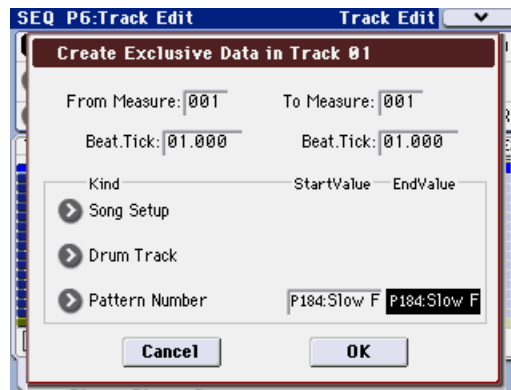 SEQ P6:Track Edit Track Edit
Create Exclusive Data in Track 01
From Measure: 001 To Measure: 001
Beat.Tick: 01.000 Beat.Tick: 01.000
Kind StartValue EndValue
Song Setup
Drum Track
Pattern Number P184:Slow F P184:Slow F
Cancel OK